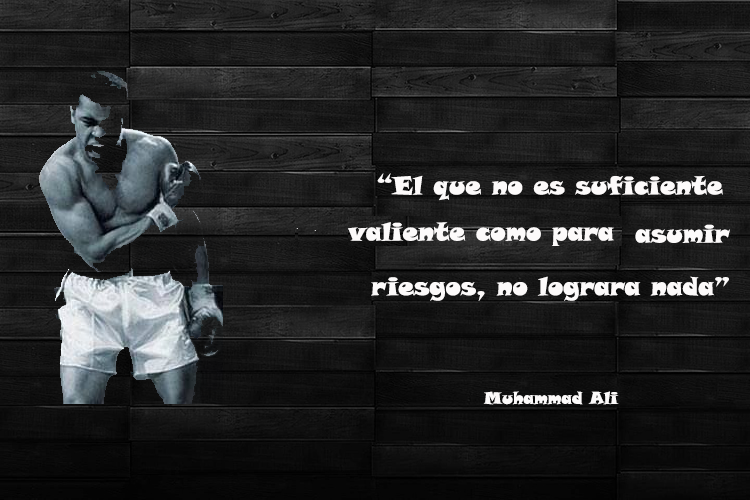 “El que no es suficiente
valiente como para asumir
riesgos, no lograra nada”
Muhammad Ali